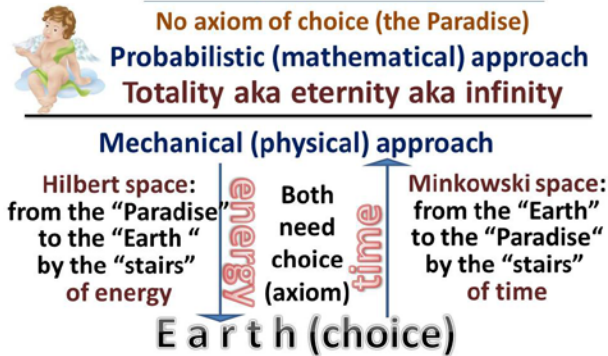 No axiom of choice (the Paradise)
Probabilistic (mathematical) approach
Totality aka eternity aka infinity
Mechanical (physical) approach
Hilbert space:
from the “Paradise”
to the “Earth “
by the “stairs”
of energy
energy
Both
need
choice
(axiom)
time
Minkowski space:
from the “Earth”
to the “Paradise“
by the “stairs”
of time
Earth (choice)